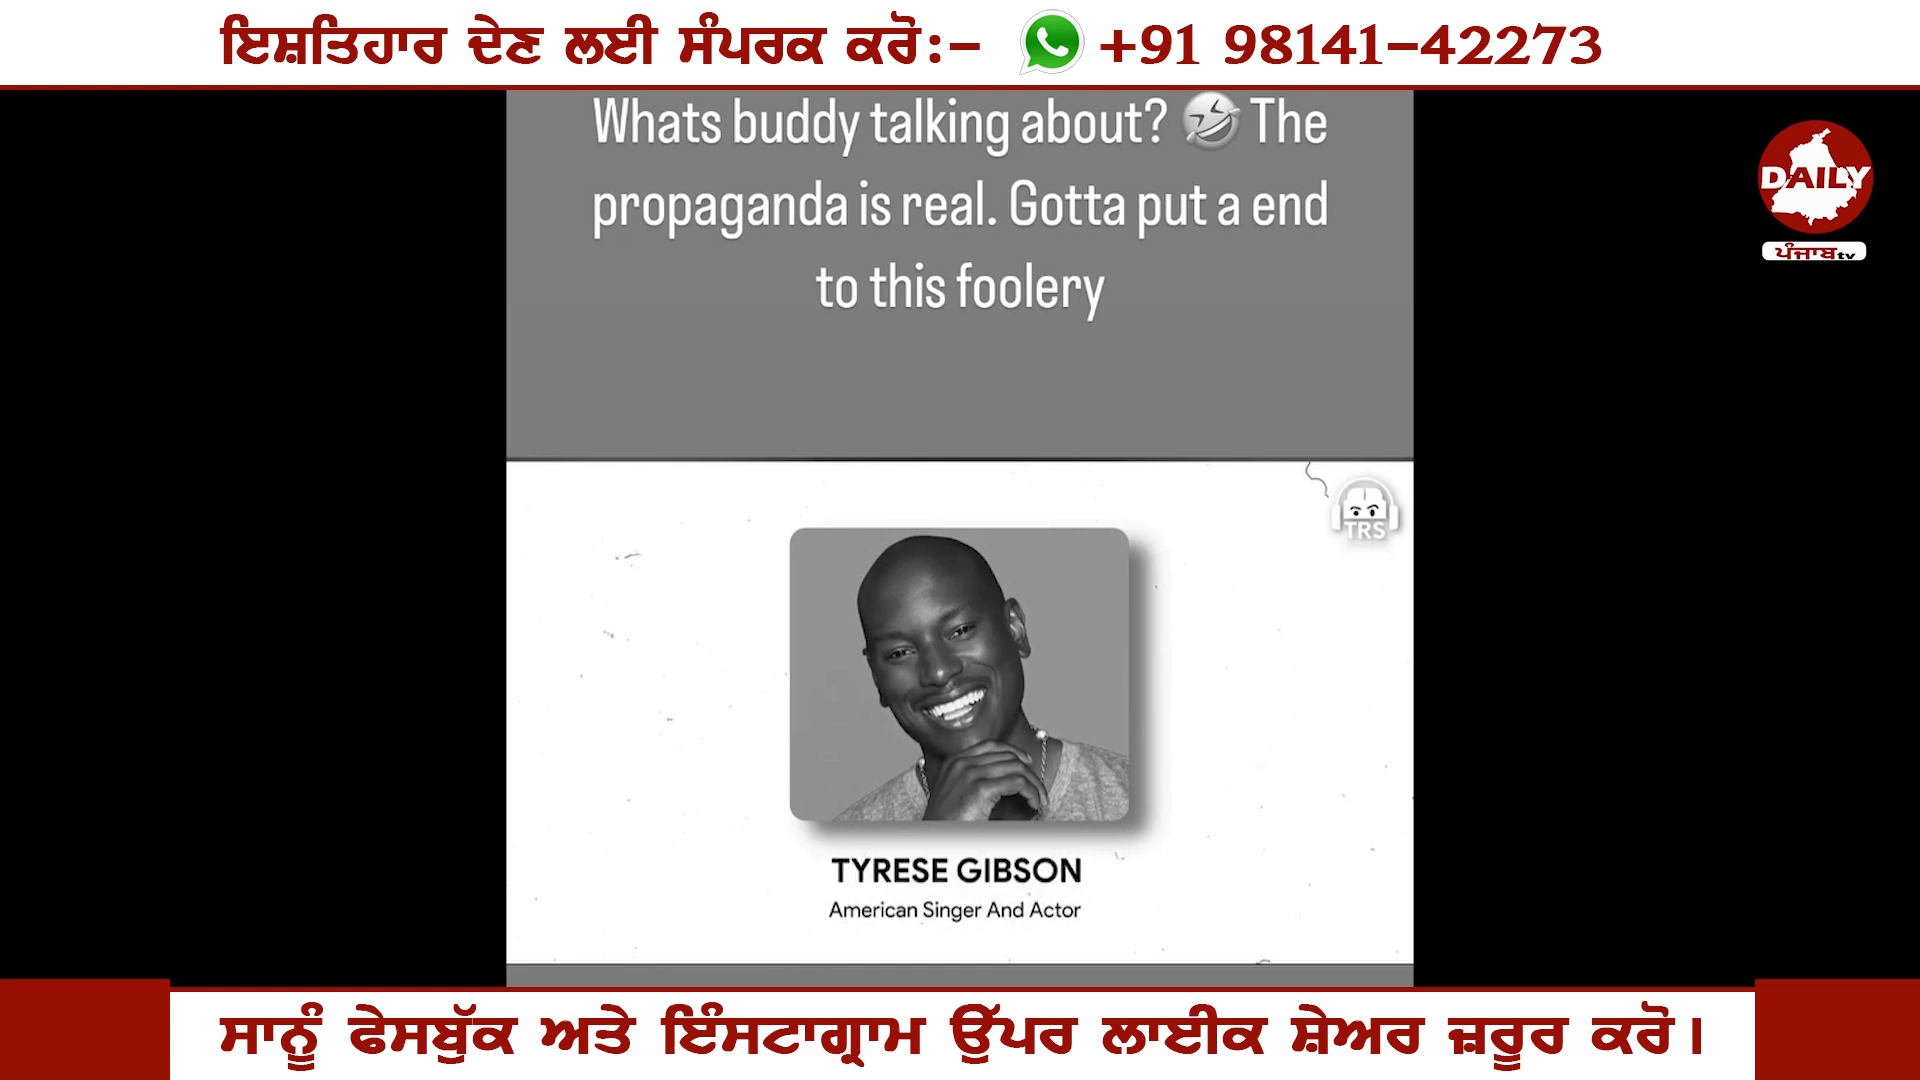 ਇਸ਼ਤਿਹਾਰ ਦੇਣ ਲਈ ਸੰਪਰਕ ਕਰੋ:- +91 98141-42273
Whats buddy talking about? 🤣 The
propaganda is real. Gotta put a end
to this foolery
DAILY
ਪੰਜਾਬ tv
TRS
TYRESE GIBSON
American Singer And Actor
ਸਾਨੂੰ ਫੇਸਬੁੱਕ ਅਤੇ ਇੰਸਟਾਗ੍ਰਾਮ ਉੱਪਰ ਲਾਈਕ ਸ਼ੇਅਰ ਜ਼ਰੂਰ ਕਰੋ।